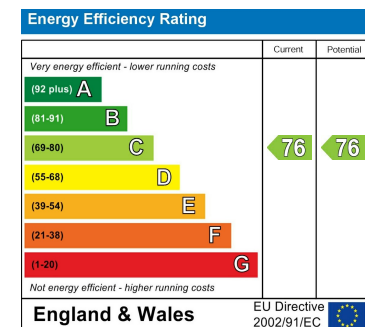 Energy Efficiency Rating
Current Potential
Very energy efficient - lower running costs
(92 plus) A
(81-91) B
(69-80) C 76 76
(55-68) D
(39-54) E
(21-38) F
(1-20) G
Not energy efficient - higher running costs
England & Wales
EU Directive
2002/91/EC